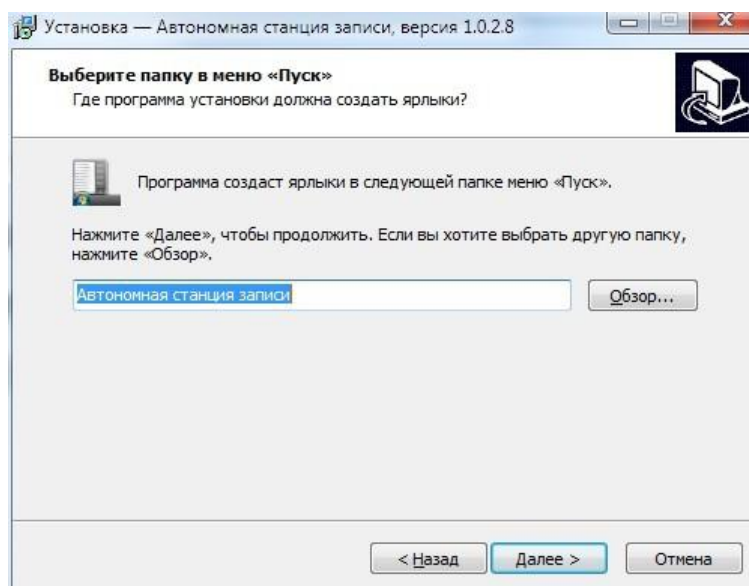 Установка — Автономная станция записи, версия 1.0.2.8
Выберите папку в меню «Пуск»
Где программа установки должна создать ярлыки?
Программа создаст ярлыки в следующей папке меню «Пуск».
Нажмите «Далее», чтобы продолжить. Если вы хотите выбрать другую папку,
нажмите «Обзор».
Автономная станция записи
Обзор...
< Назад
Далее >
Отмена